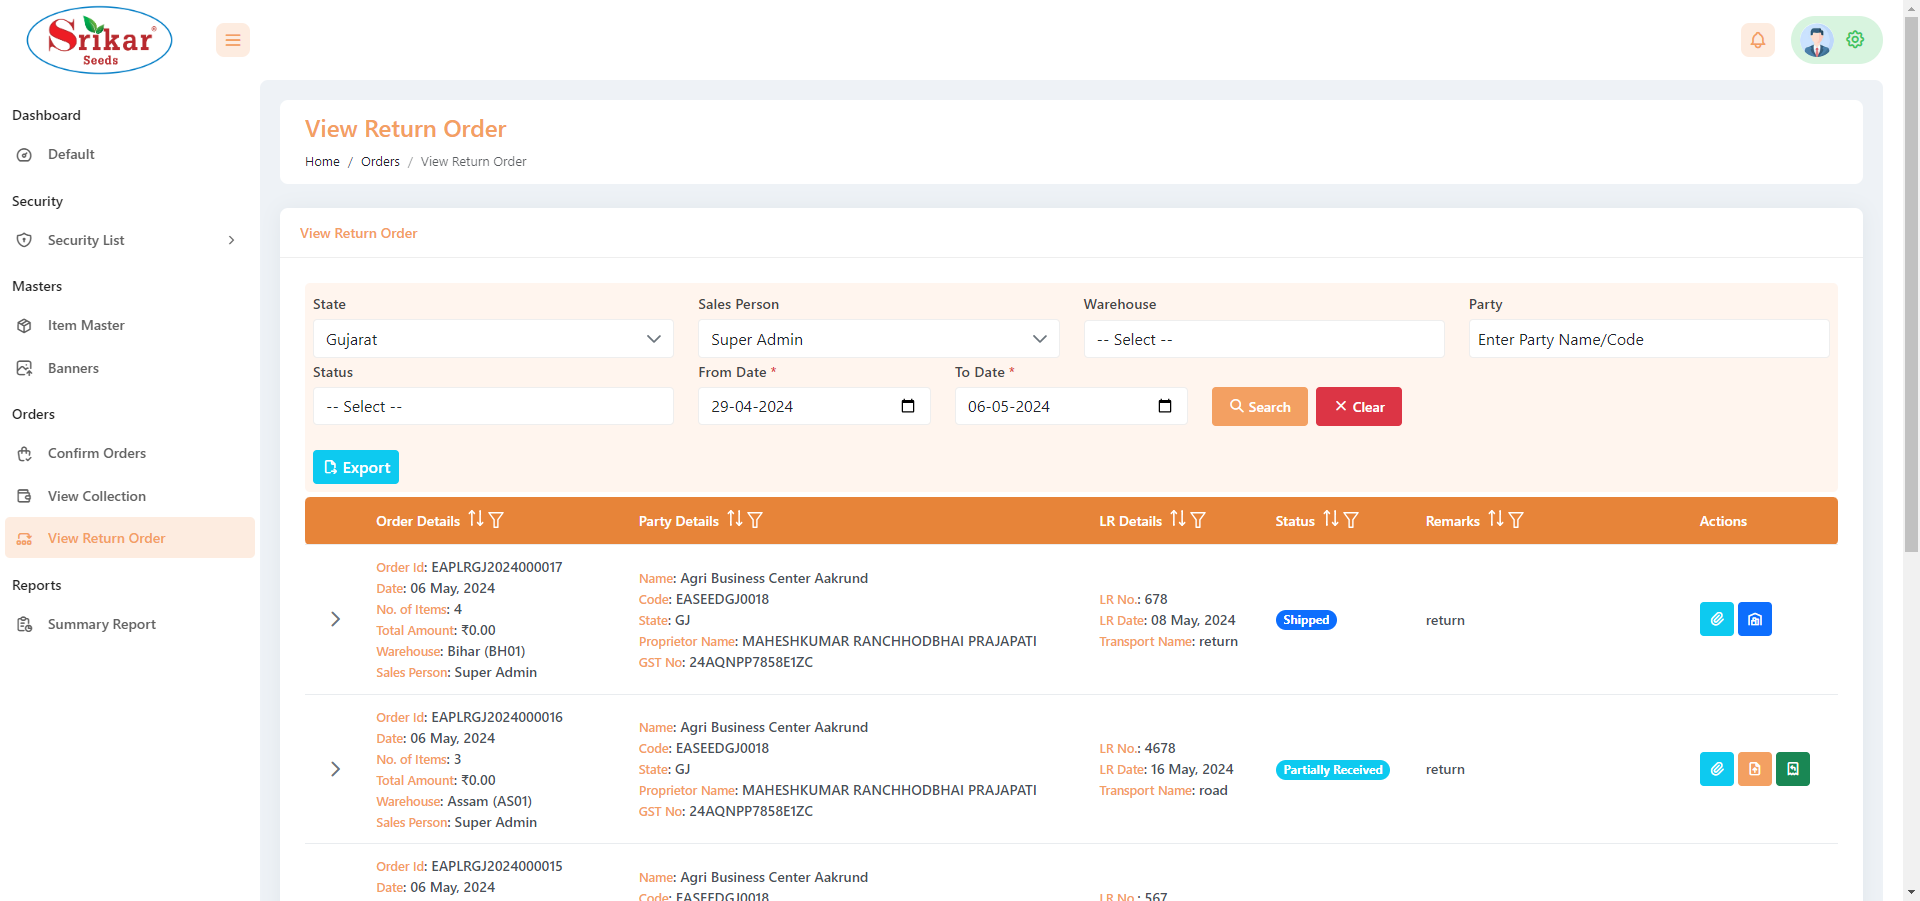 Srikar®
Seeds
Dashboard
Default
Security
Security List
Masters
Item Master
Banners
Orders
Confirm Orders
View Collection
View Return Order
Reports
Summary Report
View Return Order
Home / Orders / View Return Order
View Return Order
State Sales Person Warehouse Party
Gujarat Super Admin -- Select -- Enter Party Name/Code
Status From Date * To Date *
-- Select -- 29-04-2024 06-05-2024 Search Clear
Export
Order Details Party Details LR Details Status Remarks Actions
Order Id: EAPLRGJ2024000017
Date: 06 May, 2024
No. of Items: 4
Total Amount: ₹0.00
Warehouse: Bihar (BH01)
Sales Person: Super Admin
Name: Agri Business Center Aakrund
Code: EASEEDGJ0018
State: GJ
Proprietor Name: MAHESHKUMAR RANCHHODBHAI PRAJAPATI
GST No: 24AQNPP7858E1ZC
LR No.: 678
LR Date: 08 May, 2024
Transport Name: return
Shipped
return
Order Id: EAPLRGJ2024000016
Date: 06 May, 2024
No. of Items: 3
Total Amount: ₹0.00
Warehouse: Assam (AS01)
Sales Person: Super Admin
Name: Agri Business Center Aakrund
Code: EASEEDGJ0018
State: GJ
Proprietor Name: MAHESHKUMAR RANCHHODBHAI PRAJAPATI
GST No: 24AQNPP7858E1ZC
LR No.: 4678
LR Date: 16 May, 2024
Transport Name: road
Partially Received
return
Order Id: EAPLRGJ2024000015
Date: 06 May, 2024
Name: Agri Business Center Aakrund
Code: EASEEDGJ0018
LR No.: 567